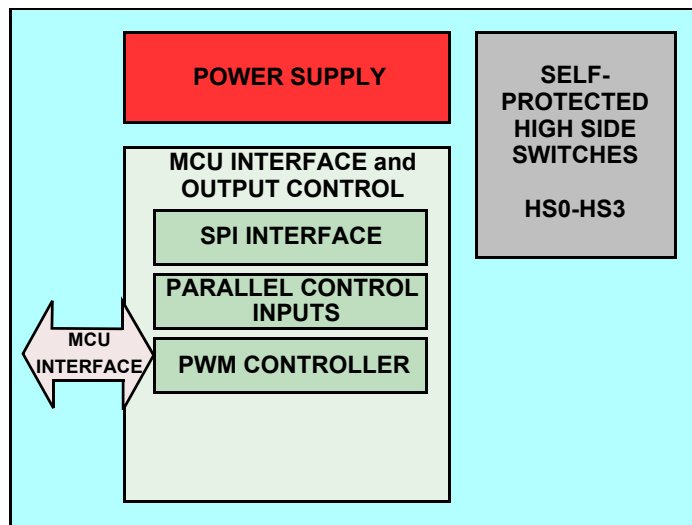 POWER SUPPLY
SELF-
PROTECTED
HIGH SIDE
SWITCHES
HS0-HS3
MCU INTERFACE and
OUTPUT CONTROL
SPI INTERFACE
PARALLEL CONTROL
INPUTS
PWM CONTROLLER
MCU
INTERFACE